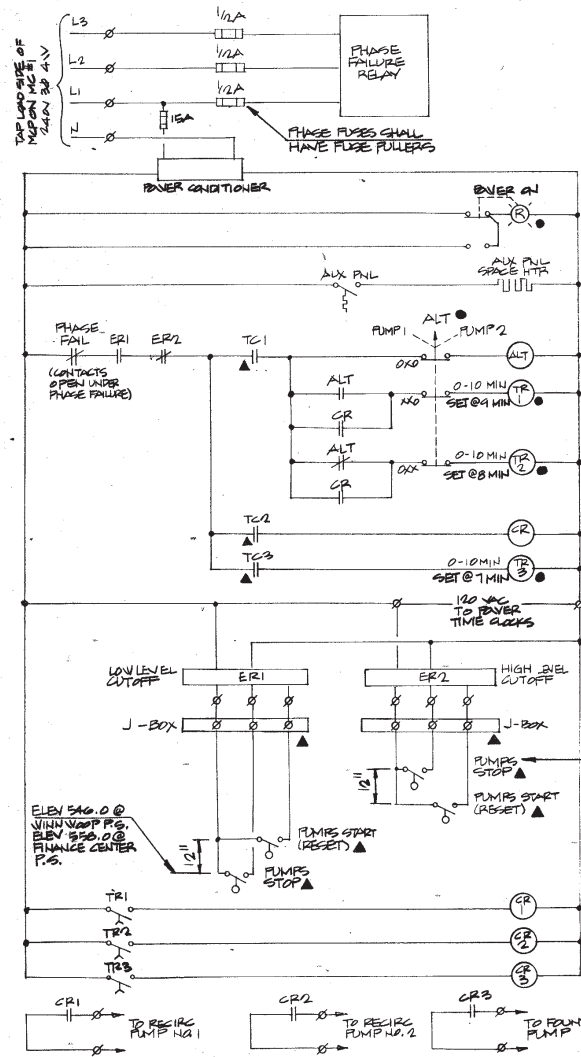 TAP LOAD SIDE OF
MCP ON MC #1
240V 3Ø 4W
L3
1/2A
L2
1/2A
L1
1/2A
N
15A
PHASE
FAILURE
RELAY
PHASE FUSES SHALL
HAVE FUSE PULLERS
POWER CONDITIONER
POWER ON
R
AUX PNL
AUX PNL
SPACE HTR
PHASE
FAIL
ER1
ER2
(CONTACTS
OPEN UNDER
PHASE FAILURE)
TC1
ALT
PUMP 1
PUMP 2
OXO
ALT
ALT
XXO
0-10 MIN
SET @ 9 MIN
TR
1
CR
ALT
OXX
0-10 MIN
SET @ 8 MIN
TR
2
CR
TC2
CR
TC3
0-10 MIN
SET @ 7 MIN
TR
3
120 VAC
TO POWER
TIME CLOCKS
LOW LEVEL
CUTOFF
ER1
ER2
HIGH LEVEL
CUTOFF
J-BOX
J-BOX
12"
PUMPS
STOP
PUMPS START
(RESET)
ELEV 546.0 @
WINNWOOP P.S.
ELEV 558.0 @
FINANCE CENTER
P.S.
12"
PUMPS START
(RESET)
PUMPS
STOP
TR1
CR
1
TR2
CR
2
TR3
CR
3
CR1
TO RECIRC
PUMP NO. 1
CR2
TO RECIRC
PUMP NO. 2
CR3
TO FOUN
PUMP